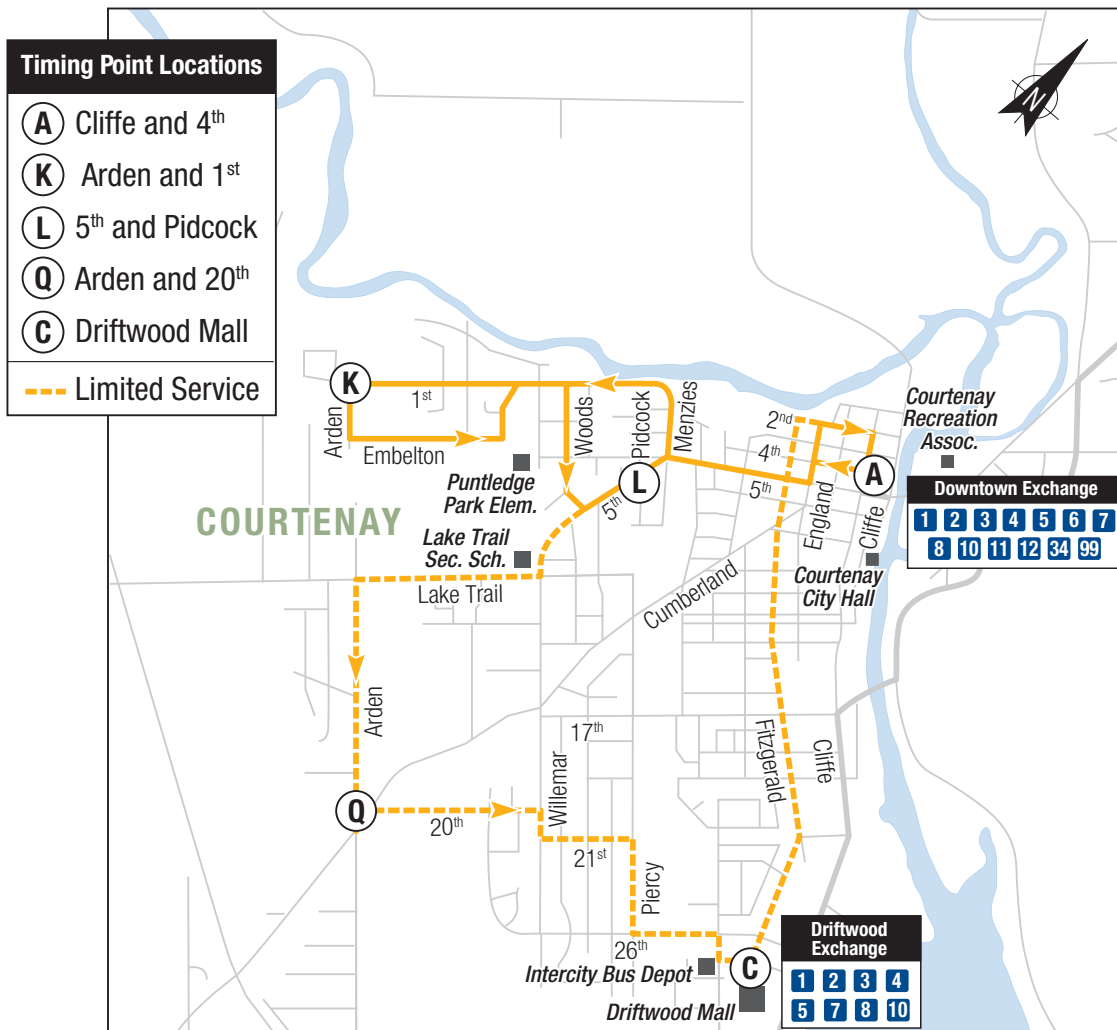 Timing Point Locations
A Cliffe and 4th
K Arden and 1st
L 5th and Pidcock
Q Arden and 20th
C Driftwood Mall
Limited Service
N
K
1st
Arden
Embelton
Woods
Pidcock
Menzies
Puntledge
Park Elem.
L
5th
2nd
4th
5th
England
A
Cliffe
Courtenay
Recreation
Assoc.
Downtown Exchange
1 2 3 4 5 6 7
8 10 11 12 34 99
COURTENAY
Lake Trail
Sec. Sch.
Lake Trail
Cumberland
Courtenay
City Hall
Arden
17th
Willemar
Fitzgerald
Cliffe
Q
20th
21st
Piercy
26th
Intercity Bus Depot
C
Driftwood Mall
Driftwood
Exchange
1 2 3 4
5 7 8 10